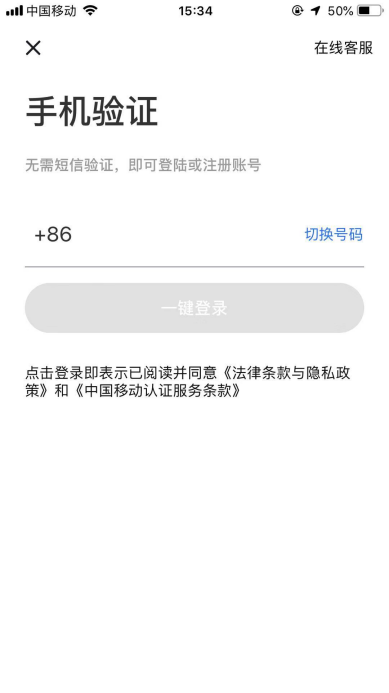 中国移动 15:34 50%
在线客服
手机验证
无需短信验证，即可登陆或注册账号
+86 切换号码
一键登录
点击登录即表示已阅读并同意《法律条款与隐私政
策》和《中国移动认证服务条款》